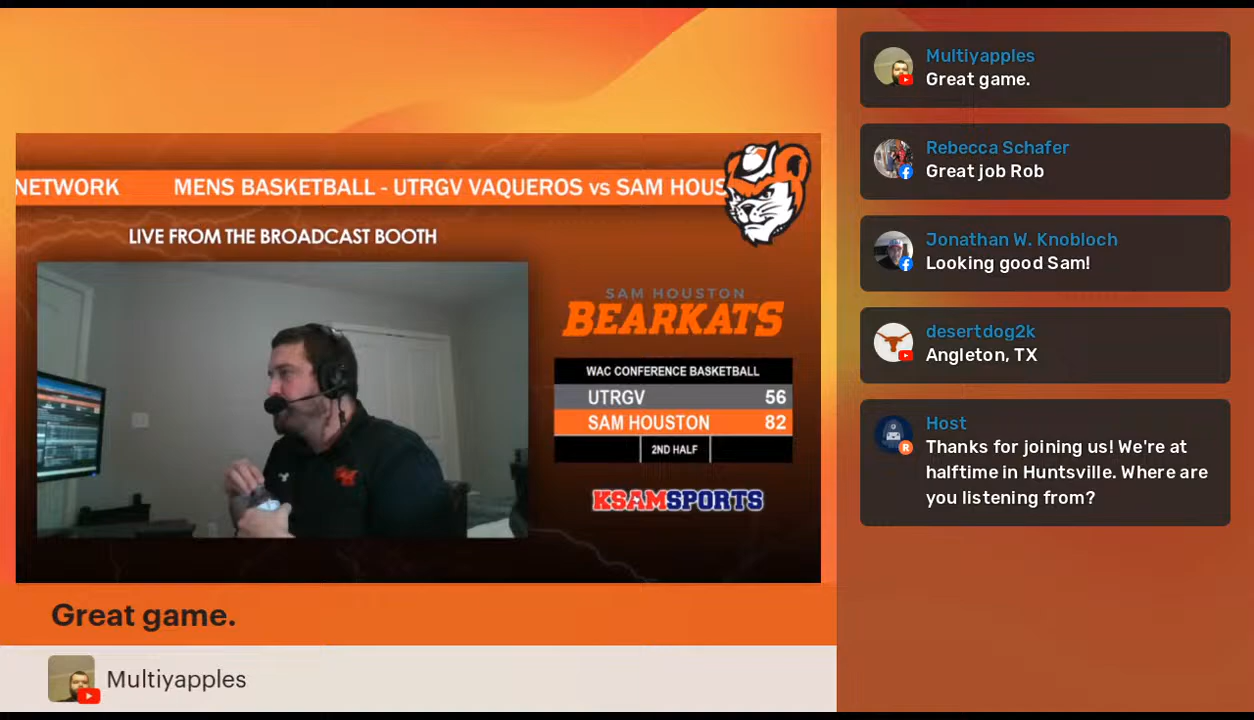 NETWORK MENS BASKETBALL - UTRGV VAQUEROS vs SAM HOUS
LIVE FROM THE BROADCAST BOOTH
SAM HOUSTON
BEARKATS
WAC CONFERENCE BASKETBALL
UTRGV 56
SAM HOUSTON 82
2ND HALF
KSAMSPORTS
Great game.
Multiyapples
Multiyapples
Great game.
Rebecca Schafer
Great job Rob
Jonathan W. Knobloch
Looking good Sam!
desertdog2k
Angleton, TX
Host
R
Thanks for joining us! We're at
halftime in Huntsville. Where are
you listening from?